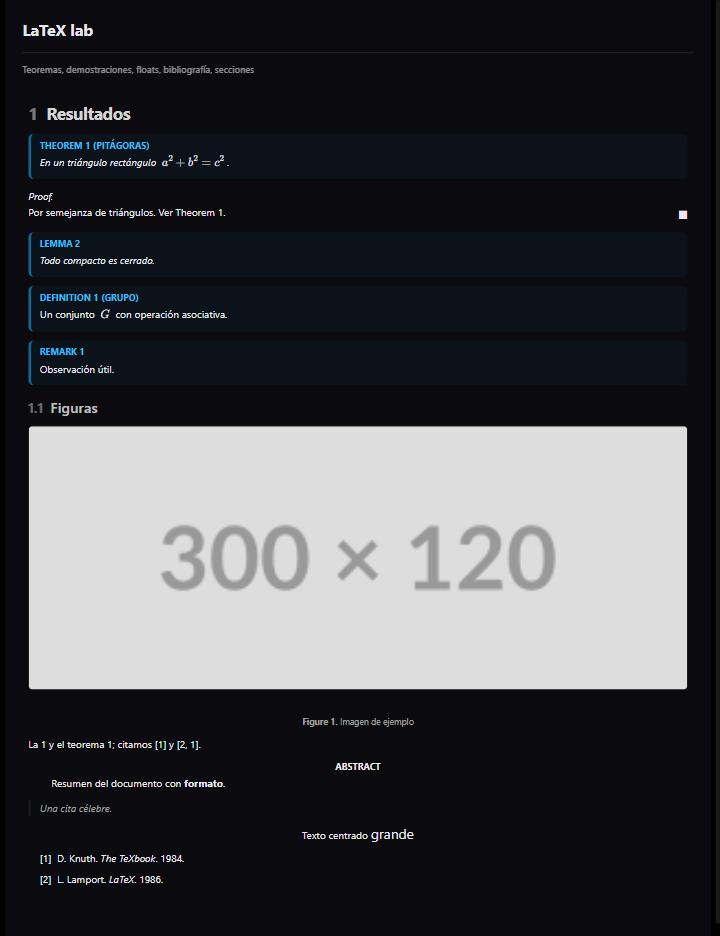 LaTeX lab
Teoremas, demostraciones, floats, bibliografía, secciones
1 Resultados
THEOREM 1 (PITÁGORAS)
En un triángulo rectángulo a² + b² = c².
Proof.
Por semejanza de triángulos. Ver Theorem 1.
■
LEMMA 2
Todo compacto es cerrado.
DEFINITION 1 (GRUPO)
Un conjunto G con operación asociativa.
REMARK 1
Observación útil.
1.1 Figuras
300 × 120
Figure 1. Imagen de ejemplo
La 1 y el teorema 1; citamos [1] y [2, 1].
ABSTRACT
Resumen del documento con formato.
Una cita célebre.
Texto centrado grande
[1] D. Knuth. The TeXbook. 1984.
[2] L. Lamport. LaTeX. 1986.